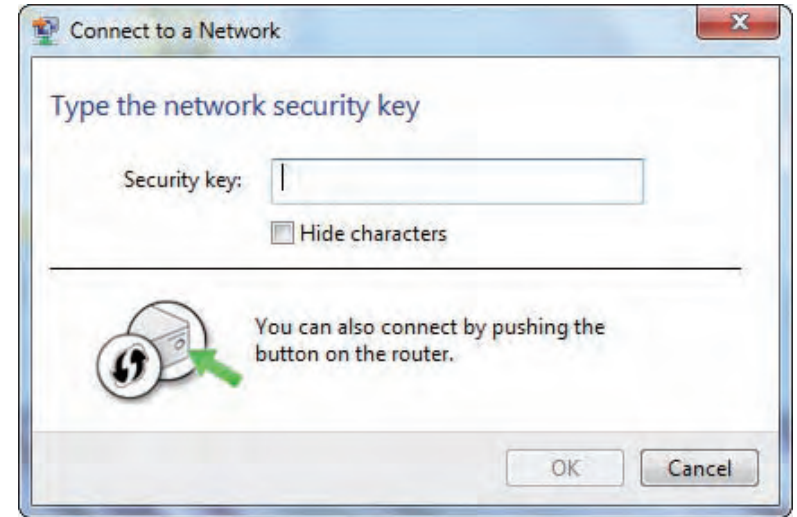 Connect to a Network
Type the network security key
Security key:
Hide characters
You can also connect by pushing the
button on the router.
OK
Cancel